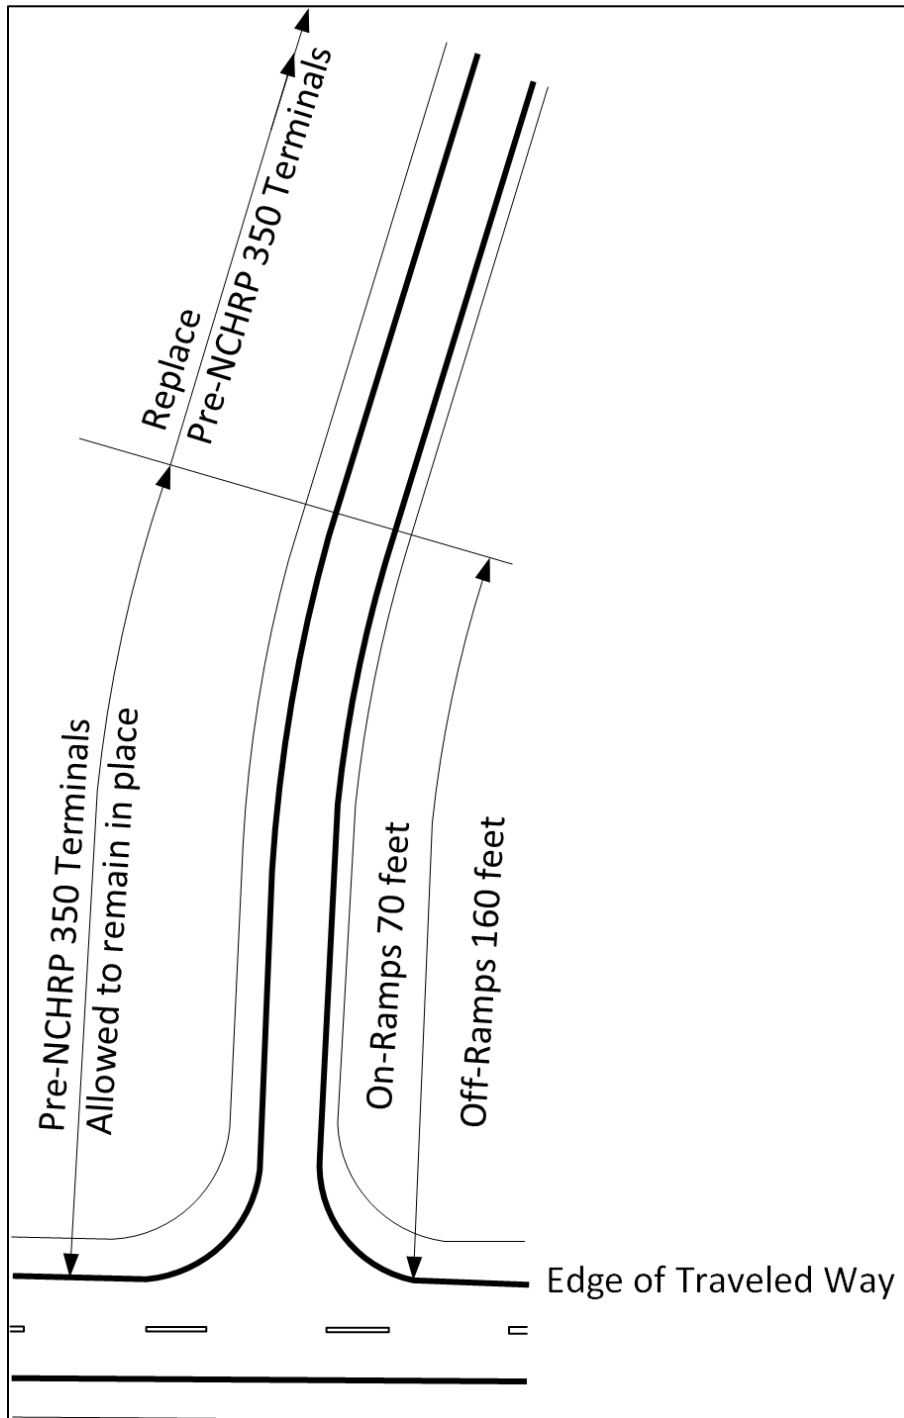 Replace
Pre-NCHRP 350 Terminals
Pre-NCHRP 350 Terminals
Allowed to remain in place
On-Ramps 70 feet
Off-Ramps 160 feet
Edge of Traveled Way